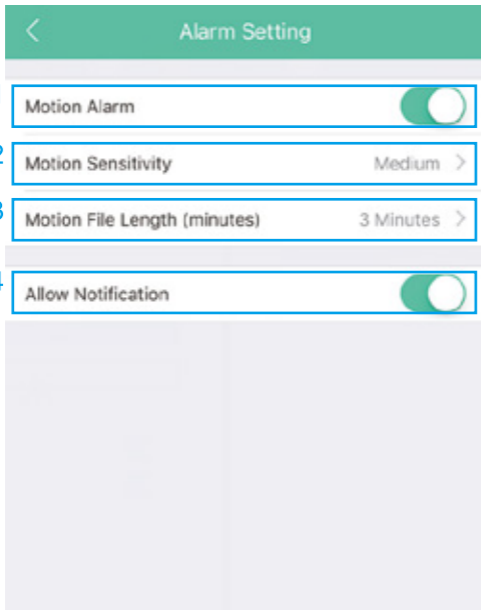 Alarm Setting
Motion Alarm
2
Motion Sensitivity Medium
3
Motion File Length (minutes) 3 Minutes
4
Allow Notification